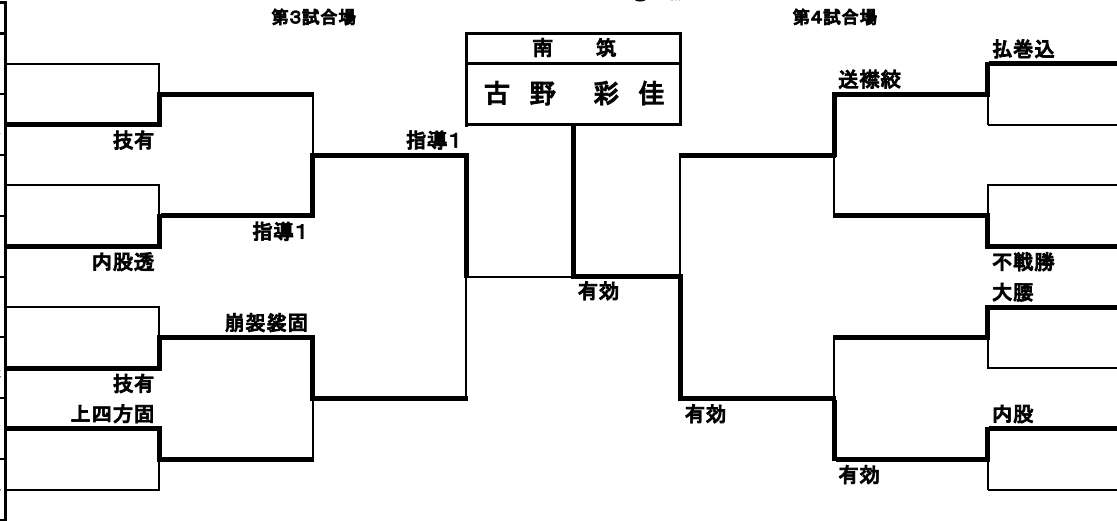 第3試合場
第4試合場
南 筑
古 野 彩 佳
払巻込
送襟絞
技有
指導1
指導1
内股透
不戦勝
有効
大腰
崩袈裟固
技有
上四方固
有効
内股
有効